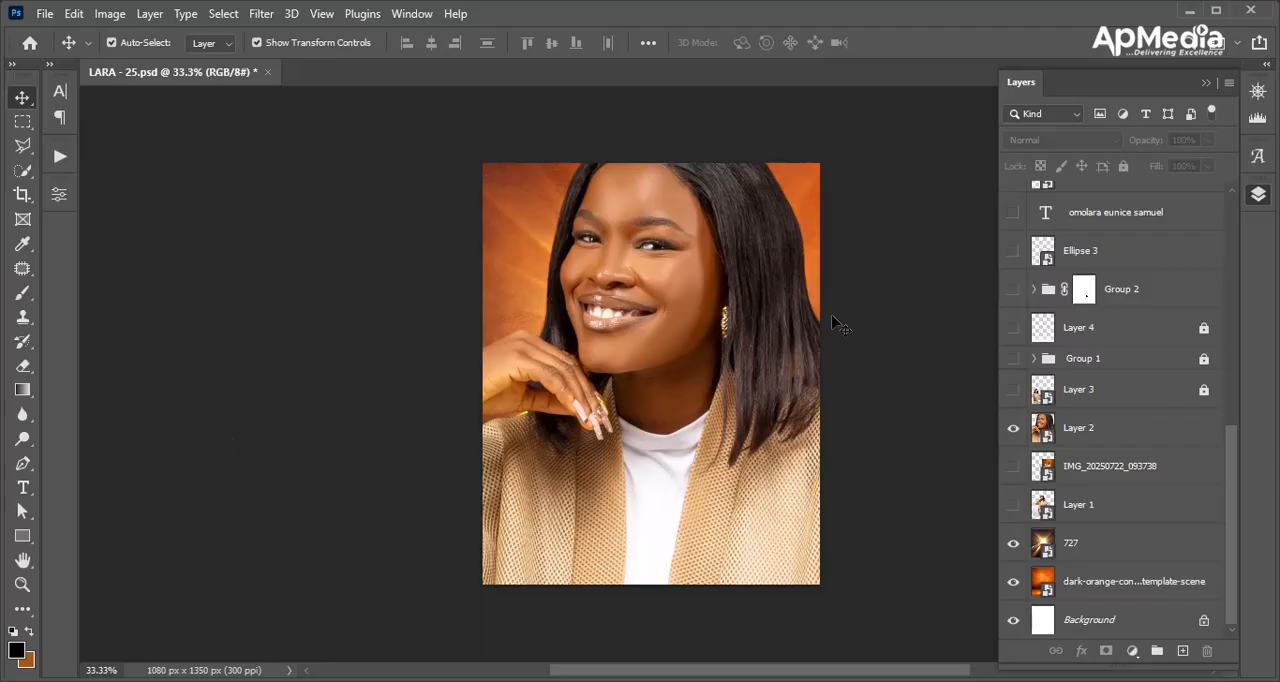 Ps File Edit Image Layer Type Select Filter 3D View Plugins Window Help
Auto-Select: Layer Show Transform Controls 3D Mode:
ApMedia
...Delivering Excellence
LARA - 25.psd @ 33.3% (RGB/8#) * ×
Layers
Kind
Normal Opacity: 100%
Lock: Fill: 100%
omolara eunice samuel
Ellipse 3
Group 2
Layer 4
Group 1
Layer 3
Layer 2
IMG_20250722_093738
Layer 1
727
dark-orange-con...template-scene
Background
33.33% 1080 px x 1350 px (300 ppi)